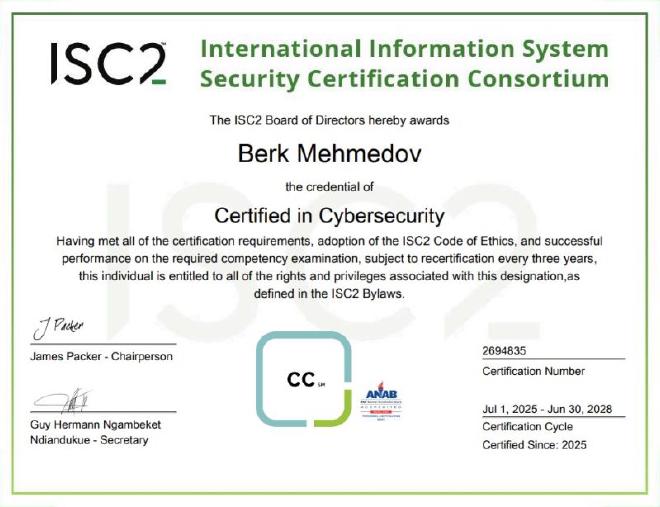 ISC2
International Information System
Security Certification Consortium
The ISC2 Board of Directors hereby awards
Berk Mehmedov
the credential of
Certified in Cybersecurity
Having met all of the certification requirements, adoption of the ISC2 Code of Ethics, and successful
performance on the required competency examination, subject to recertification every three years,
this individual is entitled to all of the rights and privileges associated with this designation,as
defined in the ISC2 Bylaws.
J Packer
James Packer - Chairperson
Guy Hermann Ngambeket
Ndiandukue - Secretary
CC SM
ANAB
ACCREDITED
2694835
Certification Number
Jul 1, 2025 - Jun 30, 2028
Certification Cycle
Certified Since: 2025